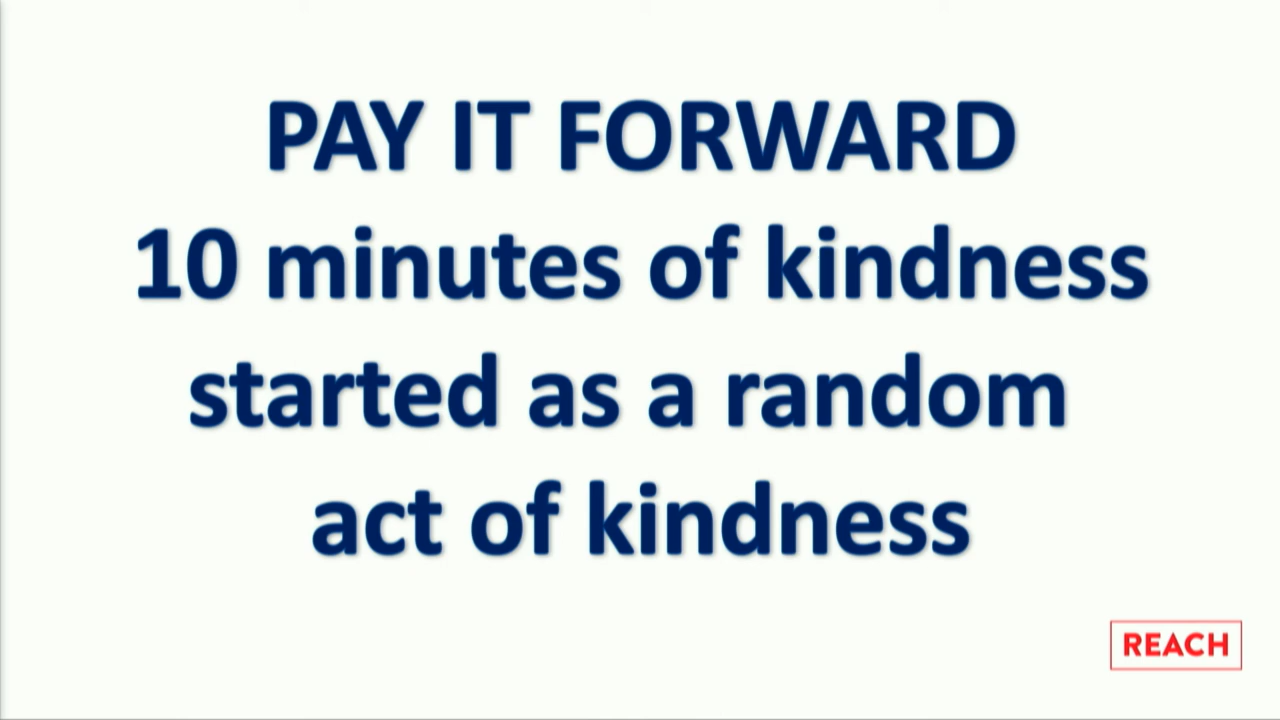 PAY IT FORWARD
10 minutes of kindness
started as a random
act of kindness
REACH